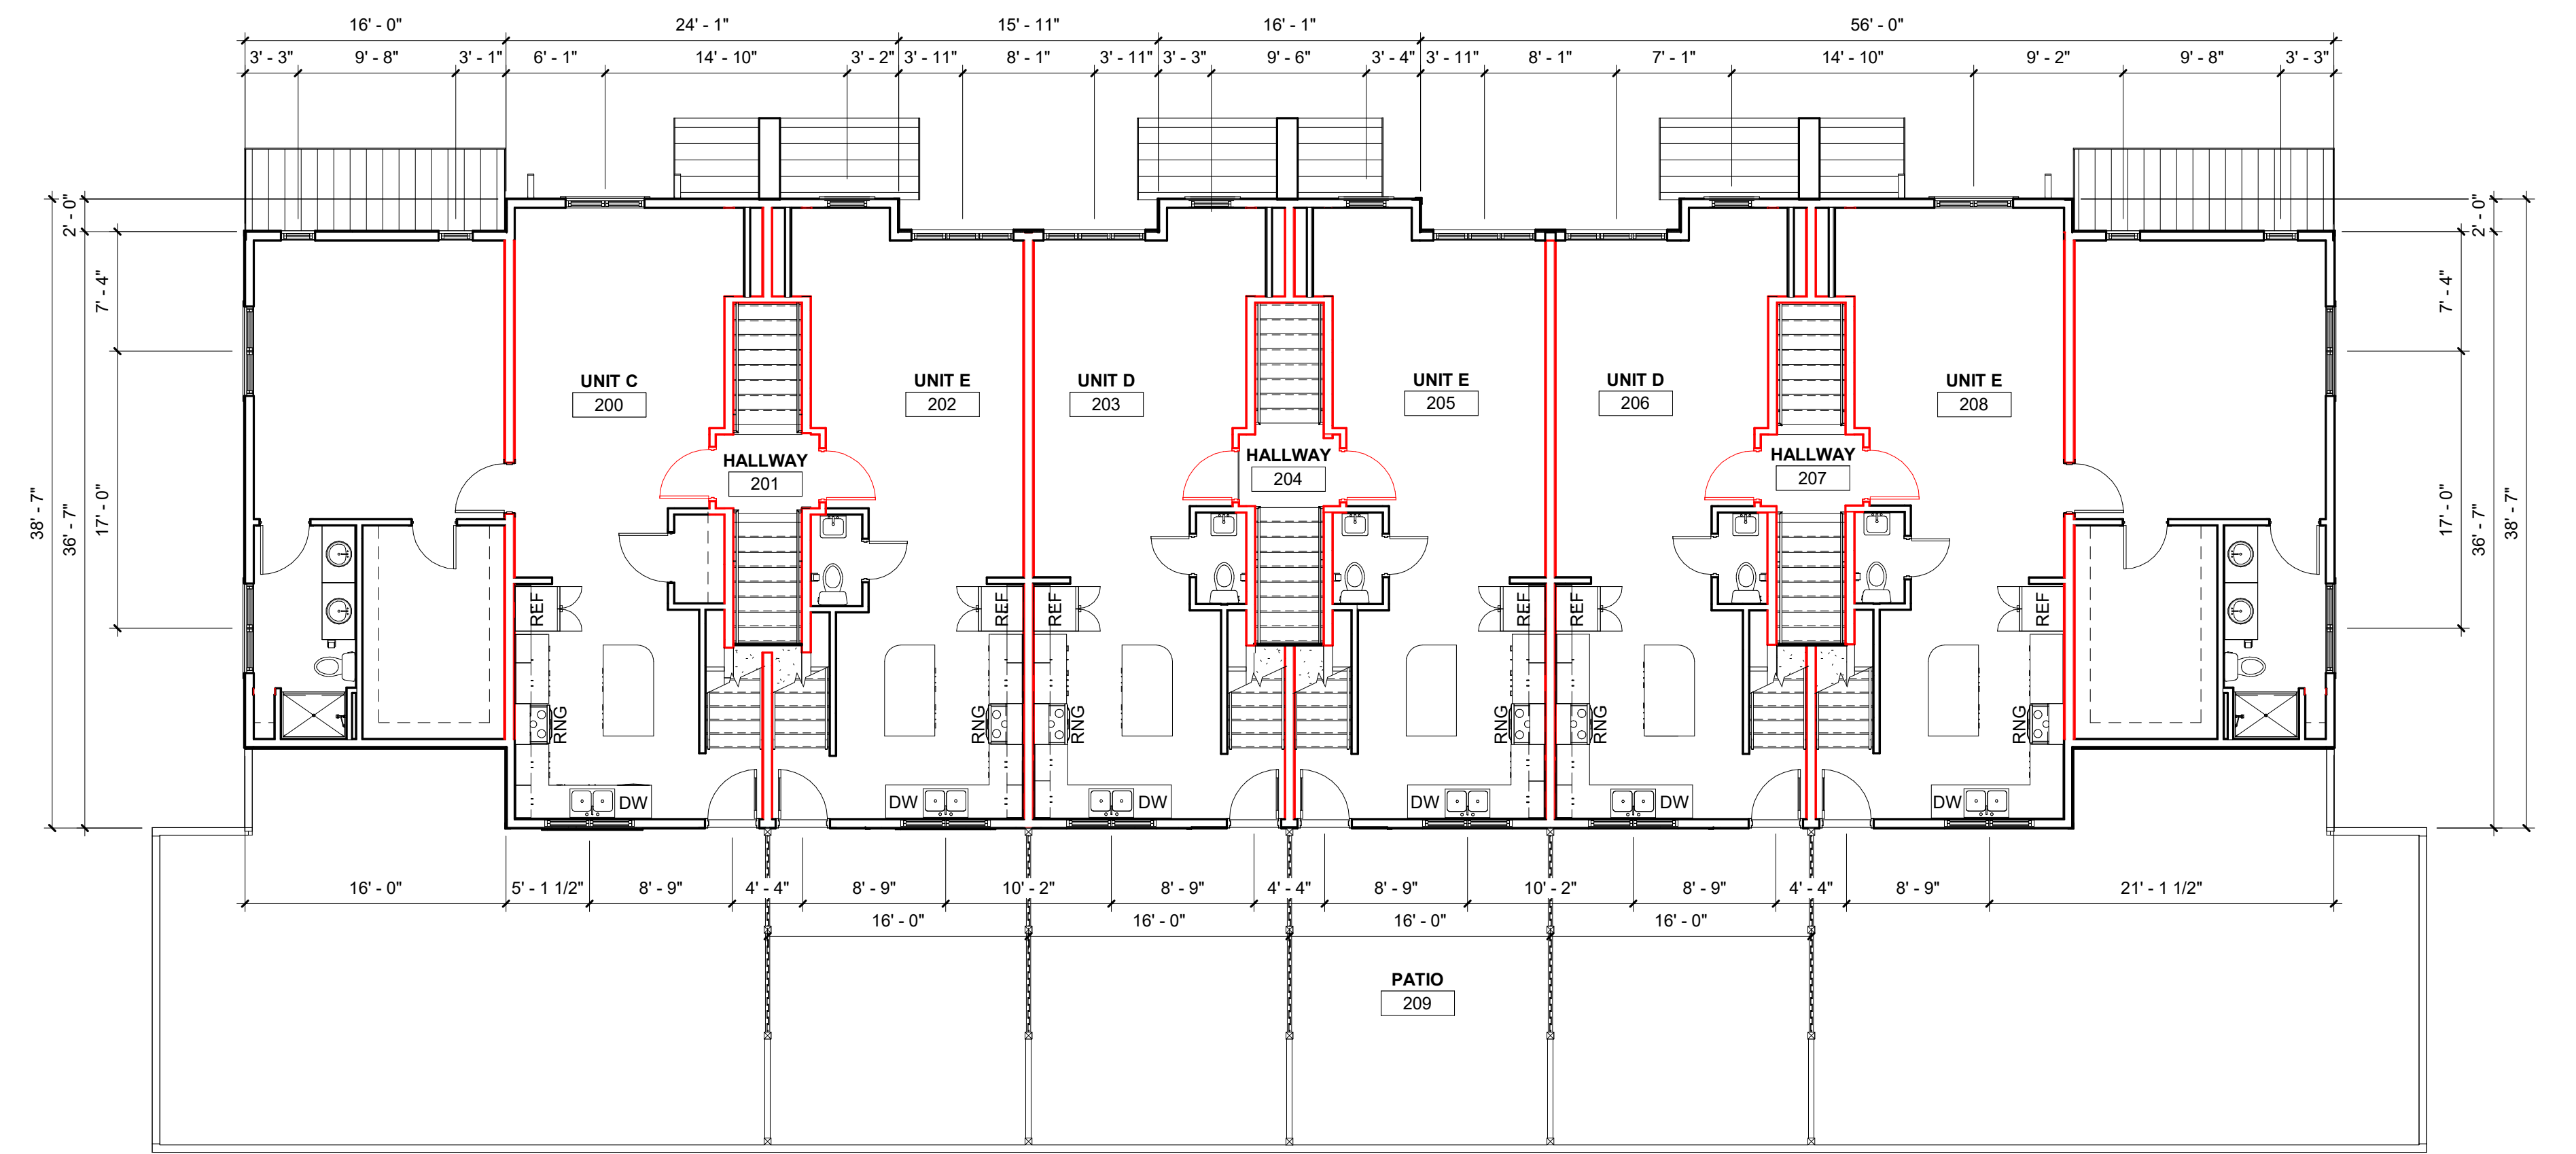 16' - 0" 24' - 1" 15' - 11" 16' - 1" 56' - 0"
3' - 3" 9' - 8" 3' - 1" 6' - 1" 14' - 10" 3' - 2" 3' - 11" 8' - 1" 3' - 11" 3' - 3" 9' - 6" 3' - 4" 3' - 11" 8' - 1" 7' - 1" 14' - 10" 9' - 2" 9' - 8" 3' - 3"
38' - 7"
36' - 7"
2' - 0"
7' - 4"
17' - 0"
UNIT C
200
HALLWAY
201
UNIT E
202
UNIT D
203
HALLWAY
204
UNIT E
205
UNIT D
206
HALLWAY
207
UNIT E
208
2' - 0"
7' - 4"
17' - 0"
36' - 7"
38' - 7"
REF REF REF REF REF REF
RNG RNG RNG RNG RNG RNG
DW DW DW DW DW DW
16' - 0" 5' - 1 1/2" 8' - 9" 4' - 4" 8' - 9" 10' - 2" 8' - 9" 4' - 4" 8' - 9" 10' - 2" 8' - 9" 4' - 4" 8' - 9" 21' - 1 1/2"
16' - 0" 16' - 0" 16' - 0" 16' - 0"
PATIO
209